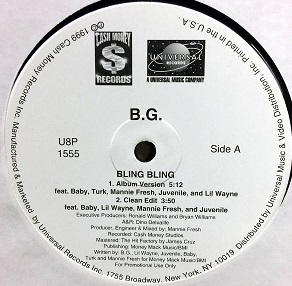 CASH MONEY
$
RECORDS
UNIVERSAL
RECORDS
A UNIVERSAL MUSIC COMPANY
B.G.
U8P
1555
Side A
BLING BLING
1. Album Version 5:12
feat. Baby, Turk, Mannie Fresh, Juvenile, and Lil Wayne
2. Clean Edit 3:50
feat. Baby, Lil Wayne, Mannie Fresh, and Juvenile
Executive Producers: Ronald Williams and Bryan Williams
A&R: Dino Delvaille
Producer, Engineer & Mixed by: Mannie Fresh
Recorded: Cash Money Studios
Mastered: The Hit Factory by James Cruz
Publishing: Money Mack Music/BMI
Written by: B.G., Lil Wayne, Juvenile, Baby,
Turk and Mannie Fresh for Money Mack Music/BMI
For Promotional Use Only
1999 Cash Money Records Inc. Manufactured & Marketed by Universal Records Inc. 1755 Broadway, New York, NY 10019 Distributed by Universal Music & Video Distribution, Inc. Printed in the U.S.A.